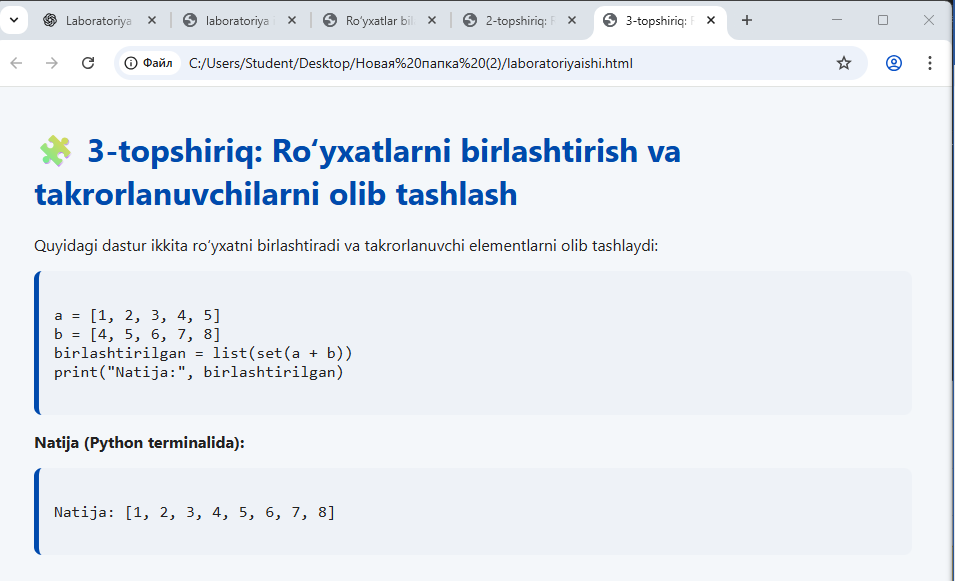 Laboratoriya
laboratoriya
Ro‘yxatlar bil
2-topshiriq:
3-topshiriq:
Файл
C:/Users/Student/Desktop/Новая%20папка%20(2)/laboratoriyaishi.html
3-topshiriq: Ro‘yxatlarni birlashtirish va
takrorlanuvchilarni olib tashlash
Quyidagi dastur ikkita ro‘yxatni birlashtiradi va takrorlanuvchi elementlarni olib tashlaydi:
a = [1, 2, 3, 4, 5]
b = [4, 5, 6, 7, 8]
birlashtirilgan = list(set(a + b))
print("Natija:", birlashtirilgan)
Natija (Python terminalida):
Natija: [1, 2, 3, 4, 5, 6, 7, 8]